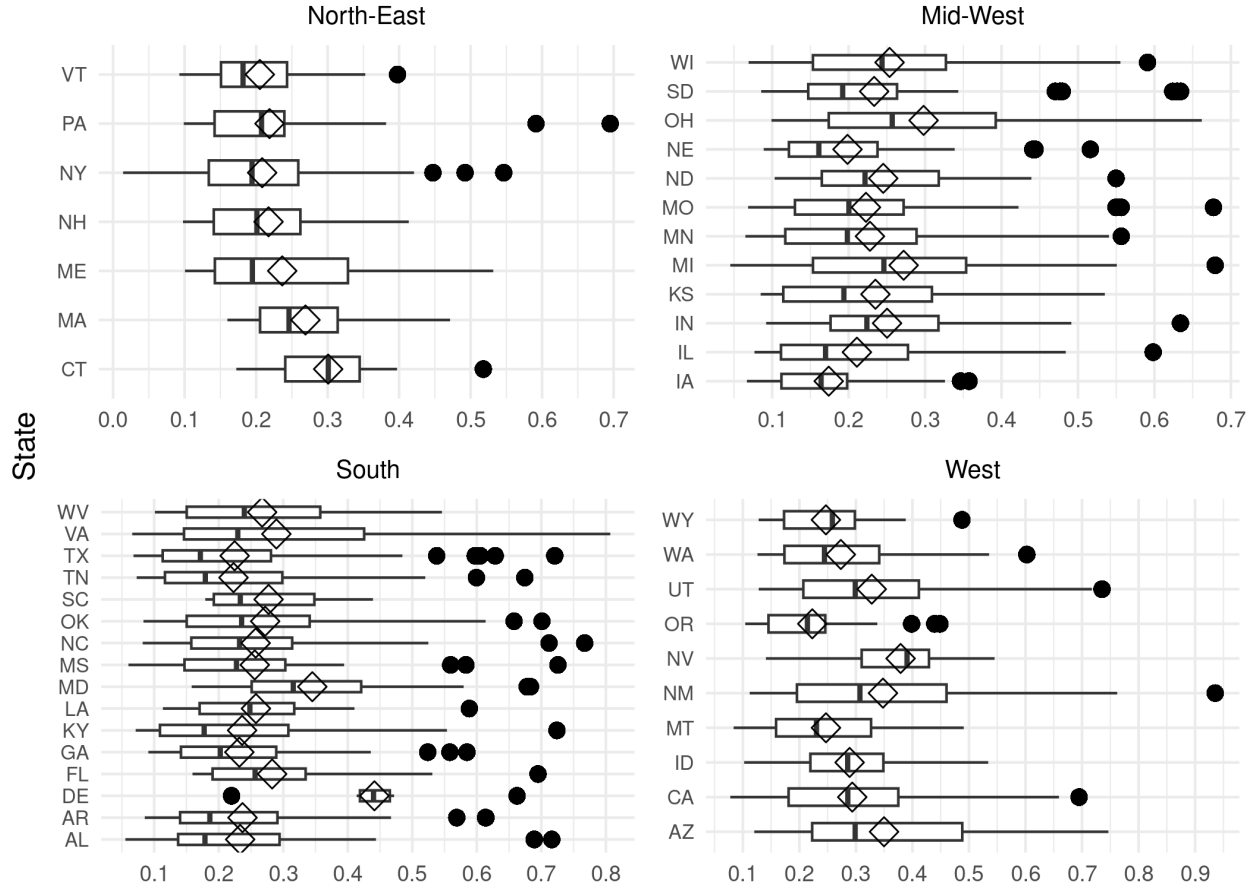 North-East
VT
PA
NY
NH
ME
MA
CT
0.0 0.1 0.2 0.3 0.4 0.5 0.6 0.7
Mid-West
WI
SD
OH
NE
ND
MO
MN
MI
KS
IN
IL
IA
0.1 0.2 0.3 0.4 0.5 0.6 0.7
State
South
WV
VA
TX
TN
SC
OK
NC
MS
MD
LA
KY
GA
FL
DE
AR
AL
0.1 0.2 0.3 0.4 0.5 0.6 0.7 0.8
West
WY
WA
UT
OR
NV
NM
MT
ID
CA
AZ
0.1 0.2 0.3 0.4 0.5 0.6 0.7 0.8 0.9